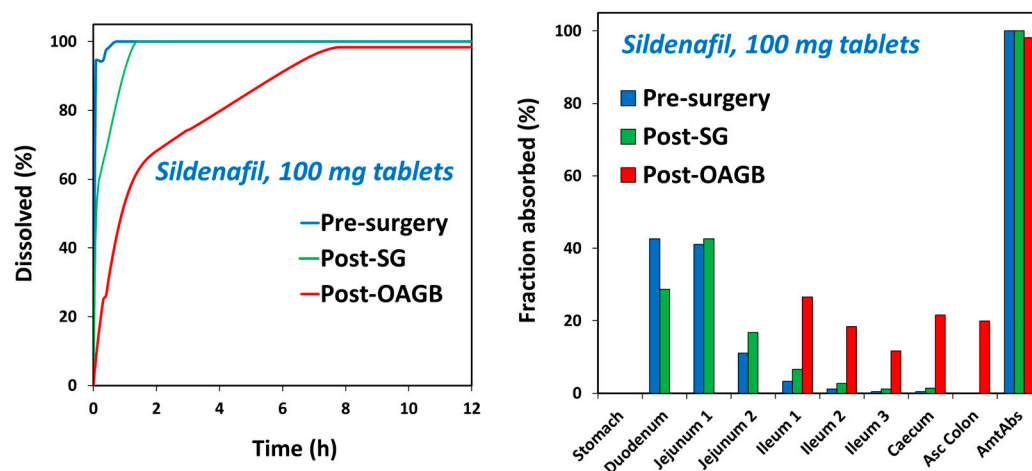 Dissolved (%)
100
80
60
40
20
0
0 2 4 6 8 10 12
Time (h)
Sildenafil, 100 mg tablets
Pre-surgery
Post-SG
Post-OAGB
Fraction absorbed (%)
100
80
60
40
20
0
Sildenafil, 100 mg tablets
Pre-surgery
Post-SG
Post-OAGB
Stomach
Duodenum
Jejunum 1
Jejunum 2
Ileum 1
Ileum 2
Ileum 3
Caecum
Asc Colon
AmtAbs